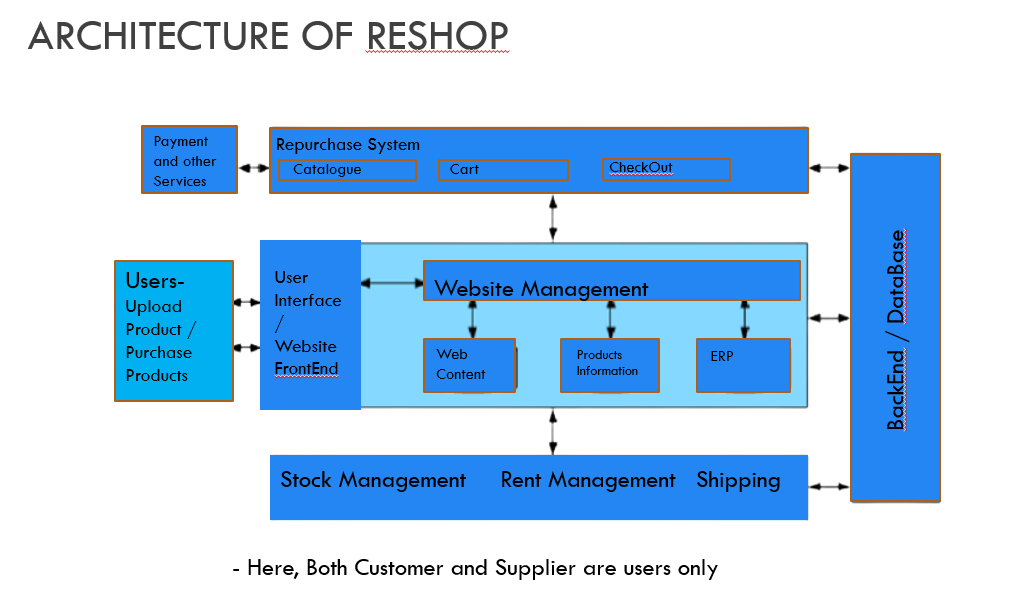 ARCHITECTURE OF RESHOP
Payment
and other
Services
Repurchase System
Catalogue
Cart
CheckOut
Users-
Upload
Product /
Purchase
Products
User
Interface
/
Website
FrontEnd
Website Management
Web
Content
Products
Information
ERP
BackEnd / DataBase
Stock Management
Rent Management
Shipping
- Here, Both Customer and Supplier are users only